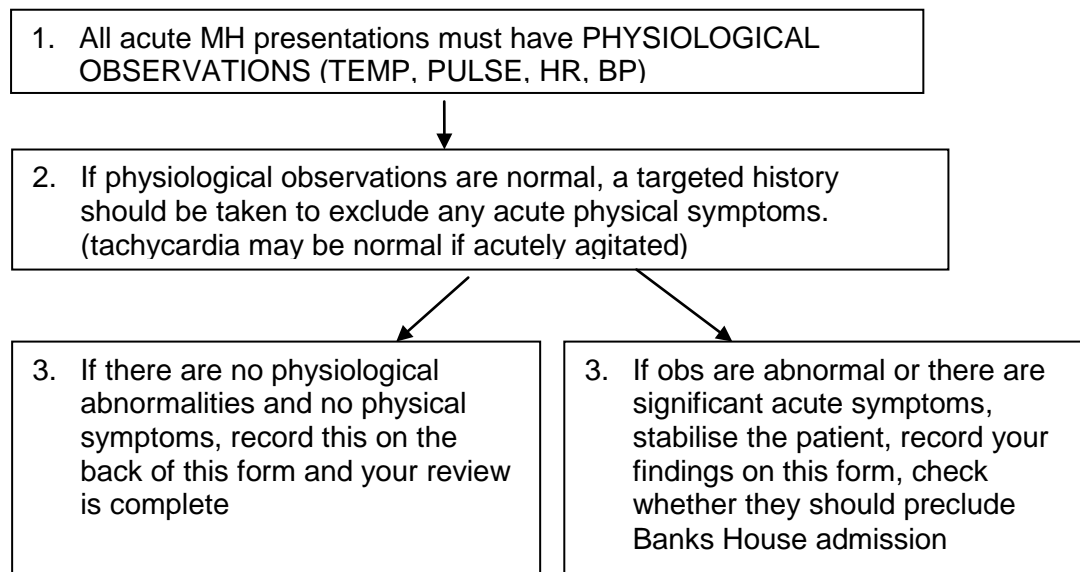 1. All acute MH presentations must have PHYSIOLOGICAL
OBSERVATIONS (TEMP, PULSE, HR, BP)
2. If physiological observations are normal, a targeted history
should be taken to exclude any acute physical symptoms.
(tachycardia may be normal if acutely agitated)
3. If there are no physiological
abnormalities and no physical
symptoms, record this on the
back of this form and your review
is complete
3. If obs are abnormal or there are
significant acute symptoms,
stabilise the patient, record your
findings on this form, check
whether they should preclude
Banks House admission